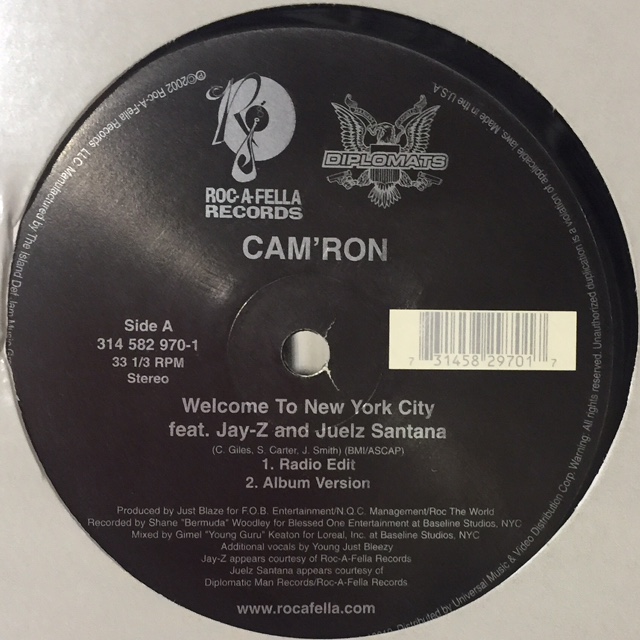 ℗©2002 Roc-A-Fella Records, LLC. Manufactured by The Island Def Jam Music
ROC-A-FELLA
RECORDS
DIPLOMATS
CAM'RON
Side A
314 582 970-1
33 1/3 RPM
Stereo
7 31458 29701 7
Welcome To New York City
feat. Jay-Z and Juelz Santana
(C. Giles, S. Carter, J. Smith) (BMI/ASCAP)
1. Radio Edit
2. Album Version
Produced by Just Blaze for F.O.B. Entertainment/N.Q.C. Management/Roc The World
Recorded by Shane "Bermuda" Woodley for Blessed One Entertainment at Baseline Studios, NYC
Mixed by Gimel "Young Guru" Keaton for Loreal, Inc. at Baseline Studios, NYC
Additional vocals by Young Just Bleezy
Jay-Z appears courtesy of Roc-A-Fella Records
Juelz Santana appears courtesy of
Diplomatic Man Records/Roc-A-Fella Records
www.rocafella.com
Distributed by Universal Music & Video Distribution Corp. Warning: All rights reserved. Unauthorized duplication is a violation of applicable laws. Made in the U.S.A.